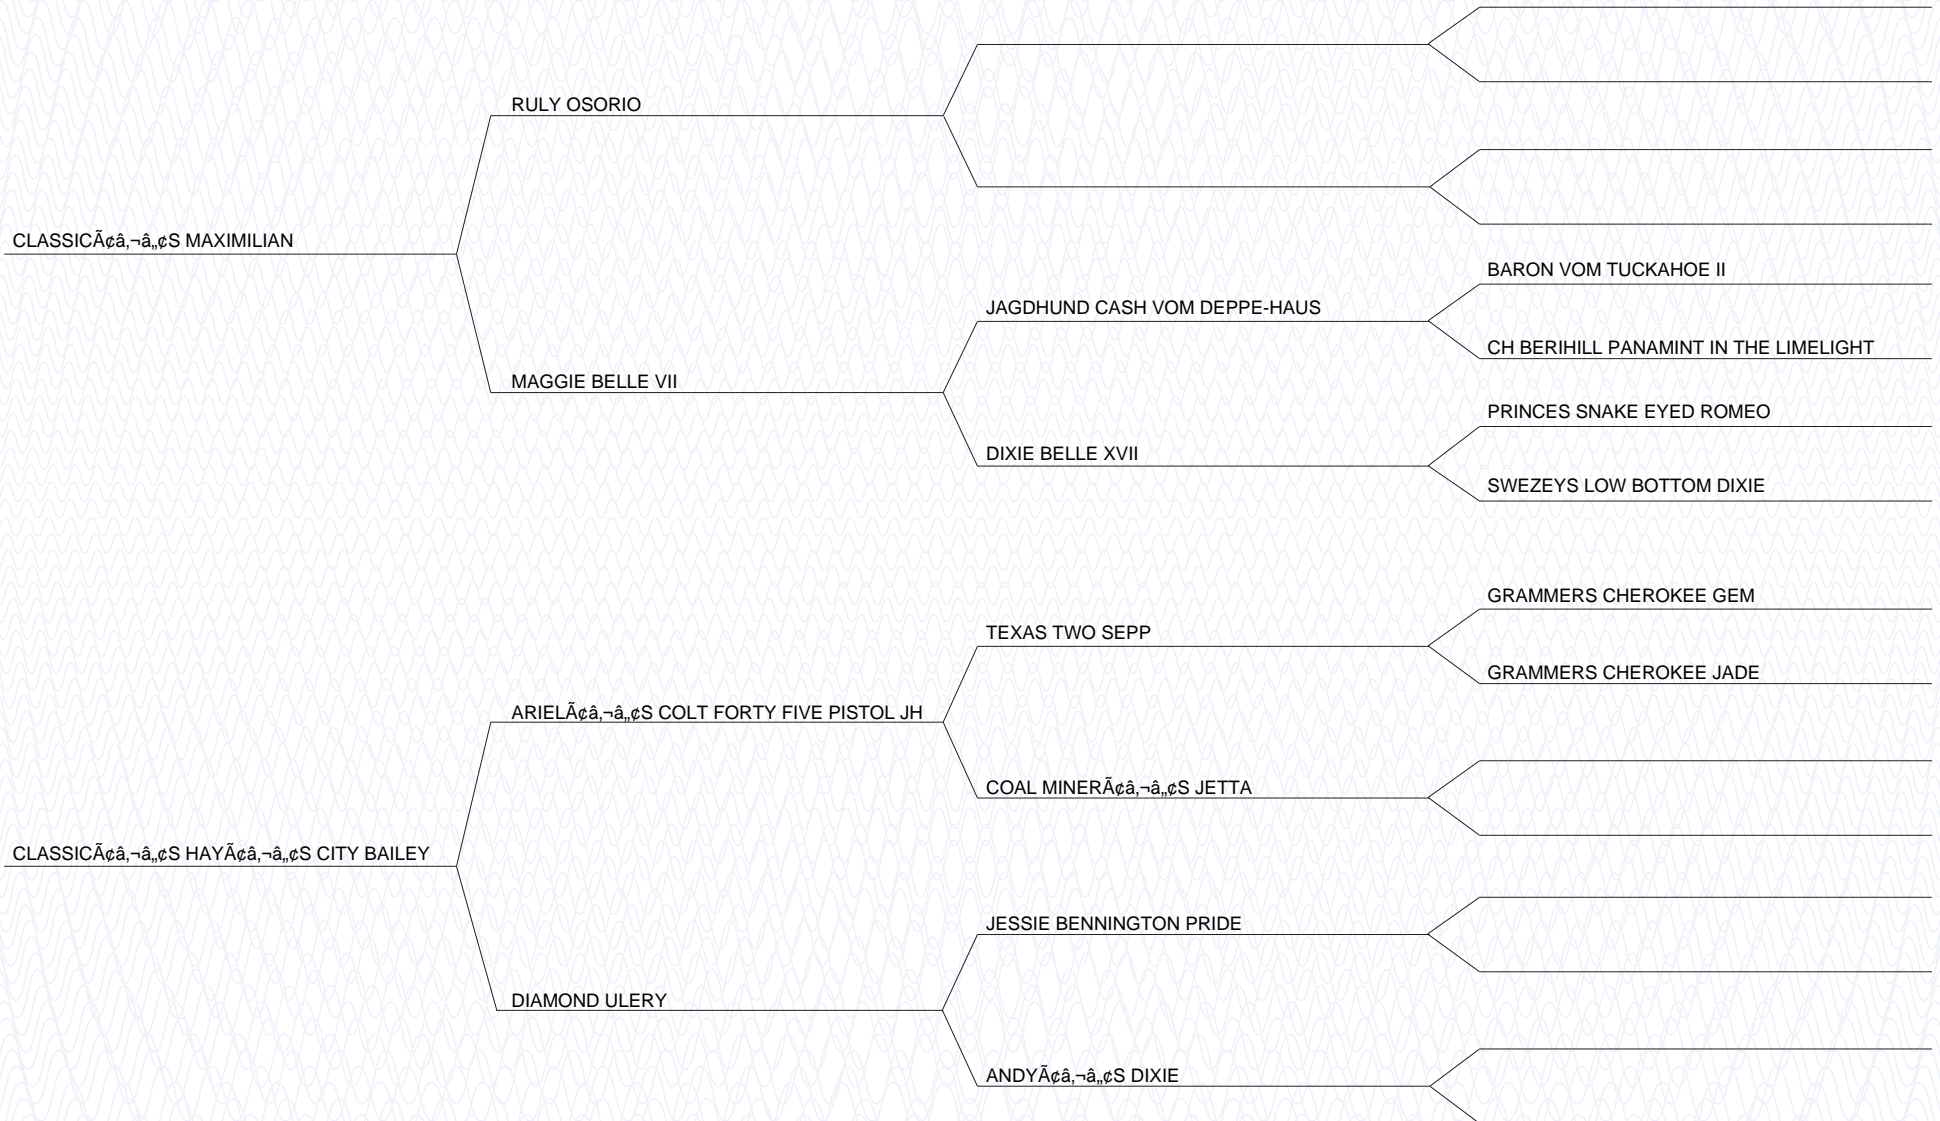 RULY OSORIO
CLASSICÃ¢â‚¬â„¢S MAXIMILIAN
BARON VOM TUCKAHOE II
JAGDHUND CASH VOM DEPPE-HAUS
CH BERIHILL PANAMINT IN THE LIMELIGHT
MAGGIE BELLE VII
PRINCES SNAKE EYED ROMEO
DIXIE BELLE XVII
SWEZEYS LOW BOTTOM DIXIE
GRAMMERS CHEROKEE GEM
TEXAS TWO SEPP
GRAMMERS CHEROKEE JADE
ARIELÃ¢â‚¬â„¢S COLT FORTY FIVE PISTOL JH
COAL MINERÃ¢â‚¬â„¢S JETTA
CLASSICÃ¢â‚¬â„¢S HAYÃ¢â‚¬â„¢S CITY BAILEY
JESSIE BENNINGTON PRIDE
DIAMOND ULERY
ANDYÃ¢â‚¬â„¢S DIXIE